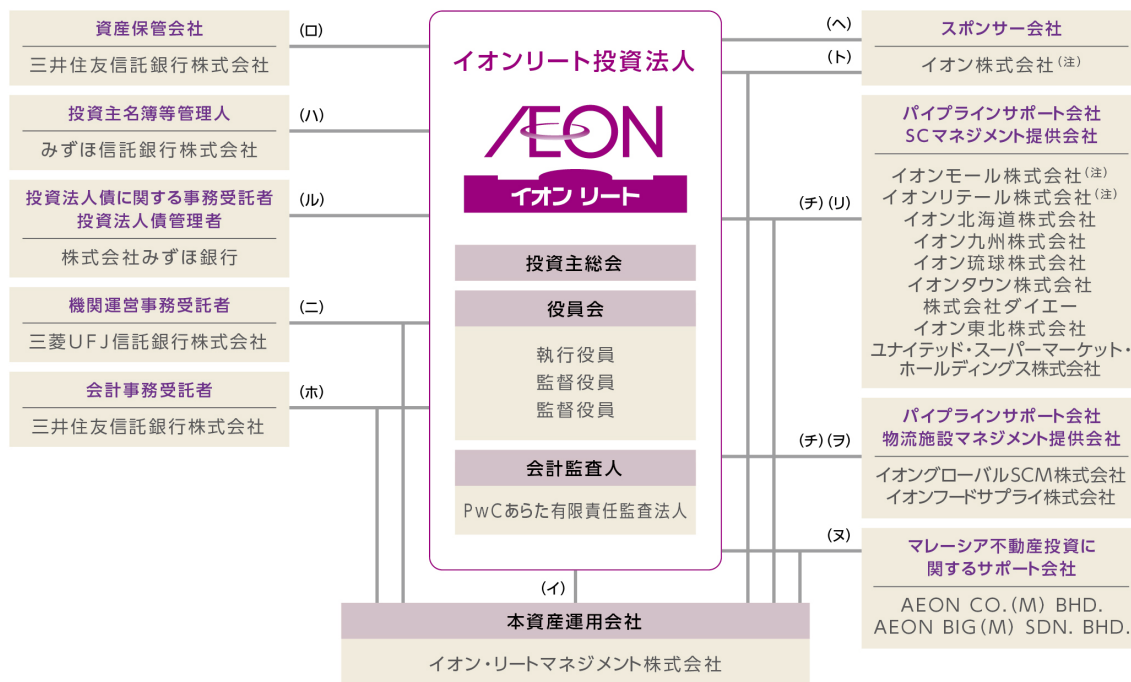 資産保管会社
三井住友信託銀行株式会社
(ロ)
投資主名簿等管理人
みずほ信託銀行株式会社
(ハ)
投資法人債に関する事務受託者
投資法人債管理者
株式会社みずほ銀行
(ル)
機関運営事務受託者
三菱UFJ信託銀行株式会社
(ニ)
会計事務受託者
三井住友信託銀行株式会社
(ホ)
イオンリート投資法人
AEON
イオン リート
投資主総会
役員会
執行役員
監督役員
監督役員
会計監査人
PwCあらた有限責任監査法人
(イ)
本資産運用会社
イオン・リートマネジメント株式会社
(ヘ)
(ト)
スポンサー会社
イオン株式会社(注)
(チ)(リ)
パイプラインサポート会社
SCマネジメント提供会社
イオンモール株式会社(注)
イオンリテール株式会社(注)
イオン北海道株式会社
イオン九州株式会社
イオン琉球株式会社
イオンタウン株式会社
株式会社ダイエー
イオン東北株式会社
ユナイテッド・スーパーマーケット・
ホールディングス株式会社
(チ)(ヲ)
パイプラインサポート会社
物流施設マネジメント提供会社
イオングローバルSCM株式会社
イオンフードサプライ株式会社
(ヌ)
マレーシア不動産投資に
関するサポート会社
AEON CO.(M) BHD.
AEON BIG(M) SDN. BHD.